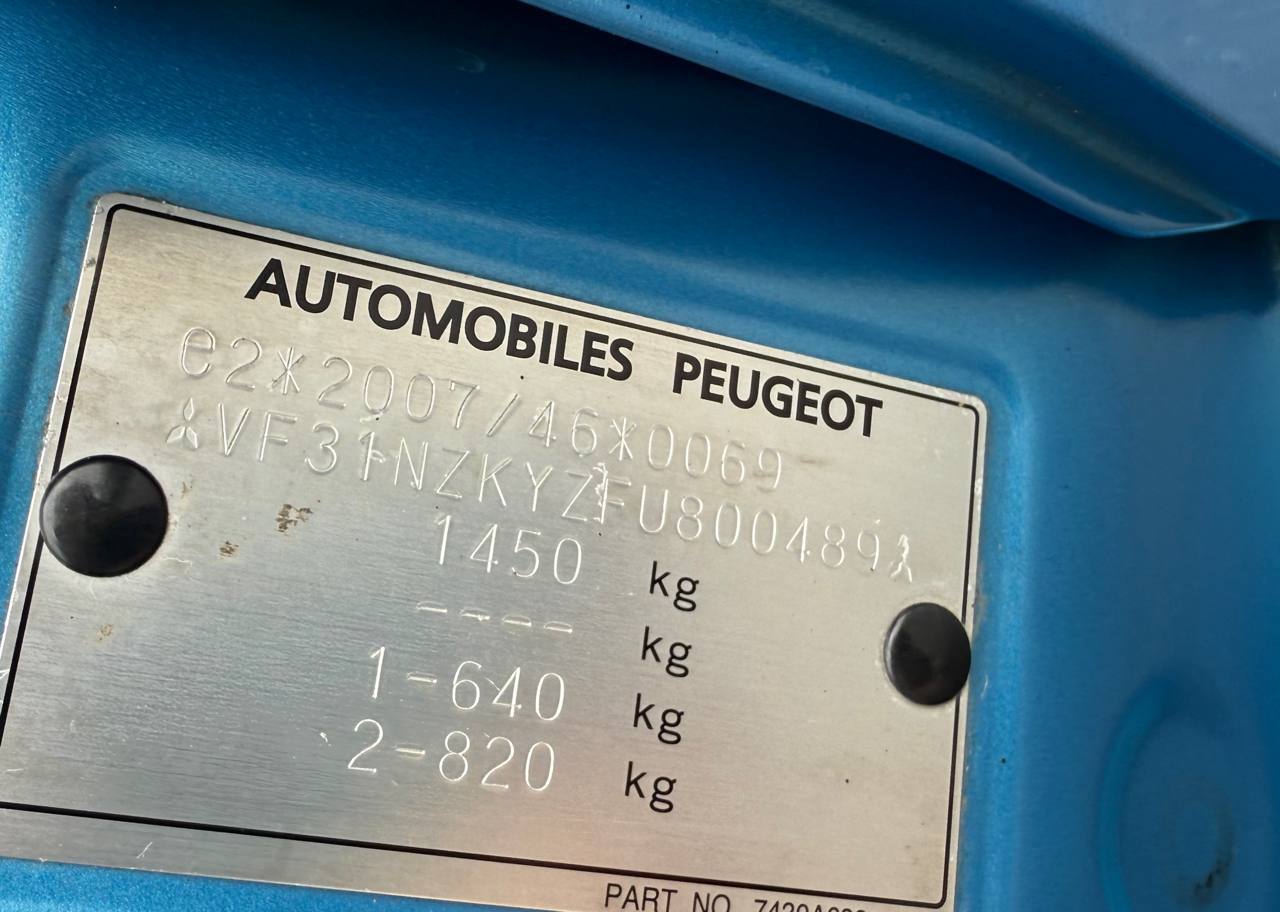 AUTOMOBILES PEUGEOT
e2*2007/46*0069
VF31NZKYZFU800489
1450 kg
---- kg
1-640 kg
2-820 kg
PART NO.